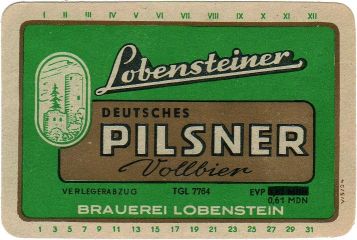 I II III IV V VI VII VIII IX X XI XII
Lobensteiner
DEUTSCHES
PILSNER
Vollbier
VERLEGERABZUG TGL 7764 EVP
0,61 MDN
BRAUEREI LOBENSTEIN
1 3 5 7 9 11 13 15 17 19 21 23 25 27 29 31